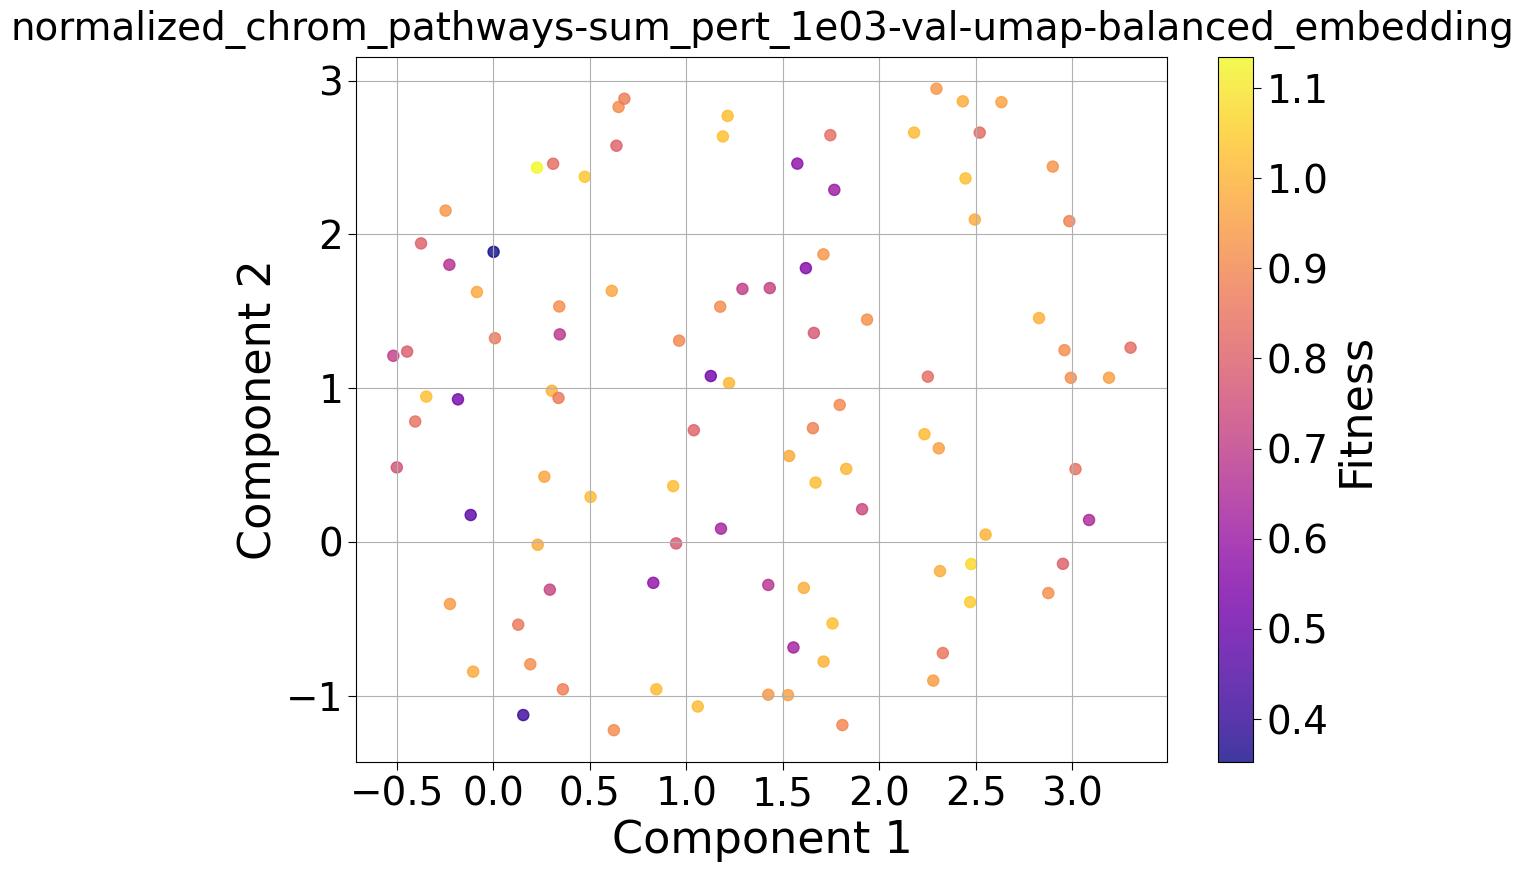 normalized_chrom_pathways-sum_pert_1e03-val-umap-balanced_embedding
3
2
1
0
−1
Component 2
−0.5 0.0 0.5 1.0 1.5 2.0 2.5 3.0
Component 1
1.1
1.0
0.9
0.8
0.7
0.6
0.5
0.4
Fitness